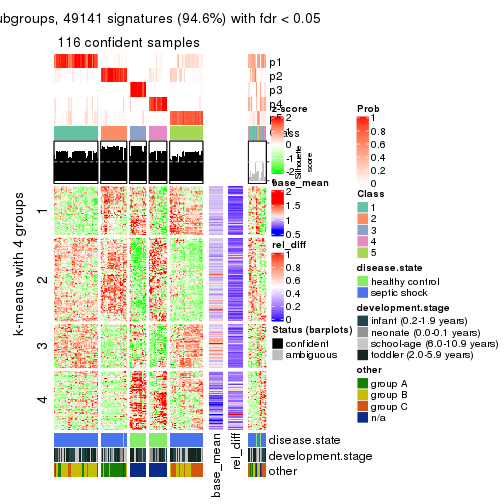 ubgroups, 49141 signatures (94.6%) with fdr < 0.05
116 confident samples
p1
p2
p3
p4
z-score
2
1
-1
-2
Silhouette
score
base_mean
2
1.5
1
0.5
rel_diff
1
0.8
0.6
0.4
0.2
0
Status (barplots)
confident
ambiguous
Prob
1
0.8
0.6
0.4
0.2
0
Class
1
2
3
4
5
disease.state
healthy control
septic shock
development.stage
infant (0.2-1.9 years)
neonate (0.0-0.1 years)
school-age (6.0-10.9 years)
toddler (2.0-5.9 years)
other
group A
group B
group C
n/a
k-means with 4 groups
1
2
3
4
disease.state
development.stage
other
base_mean
rel_diff